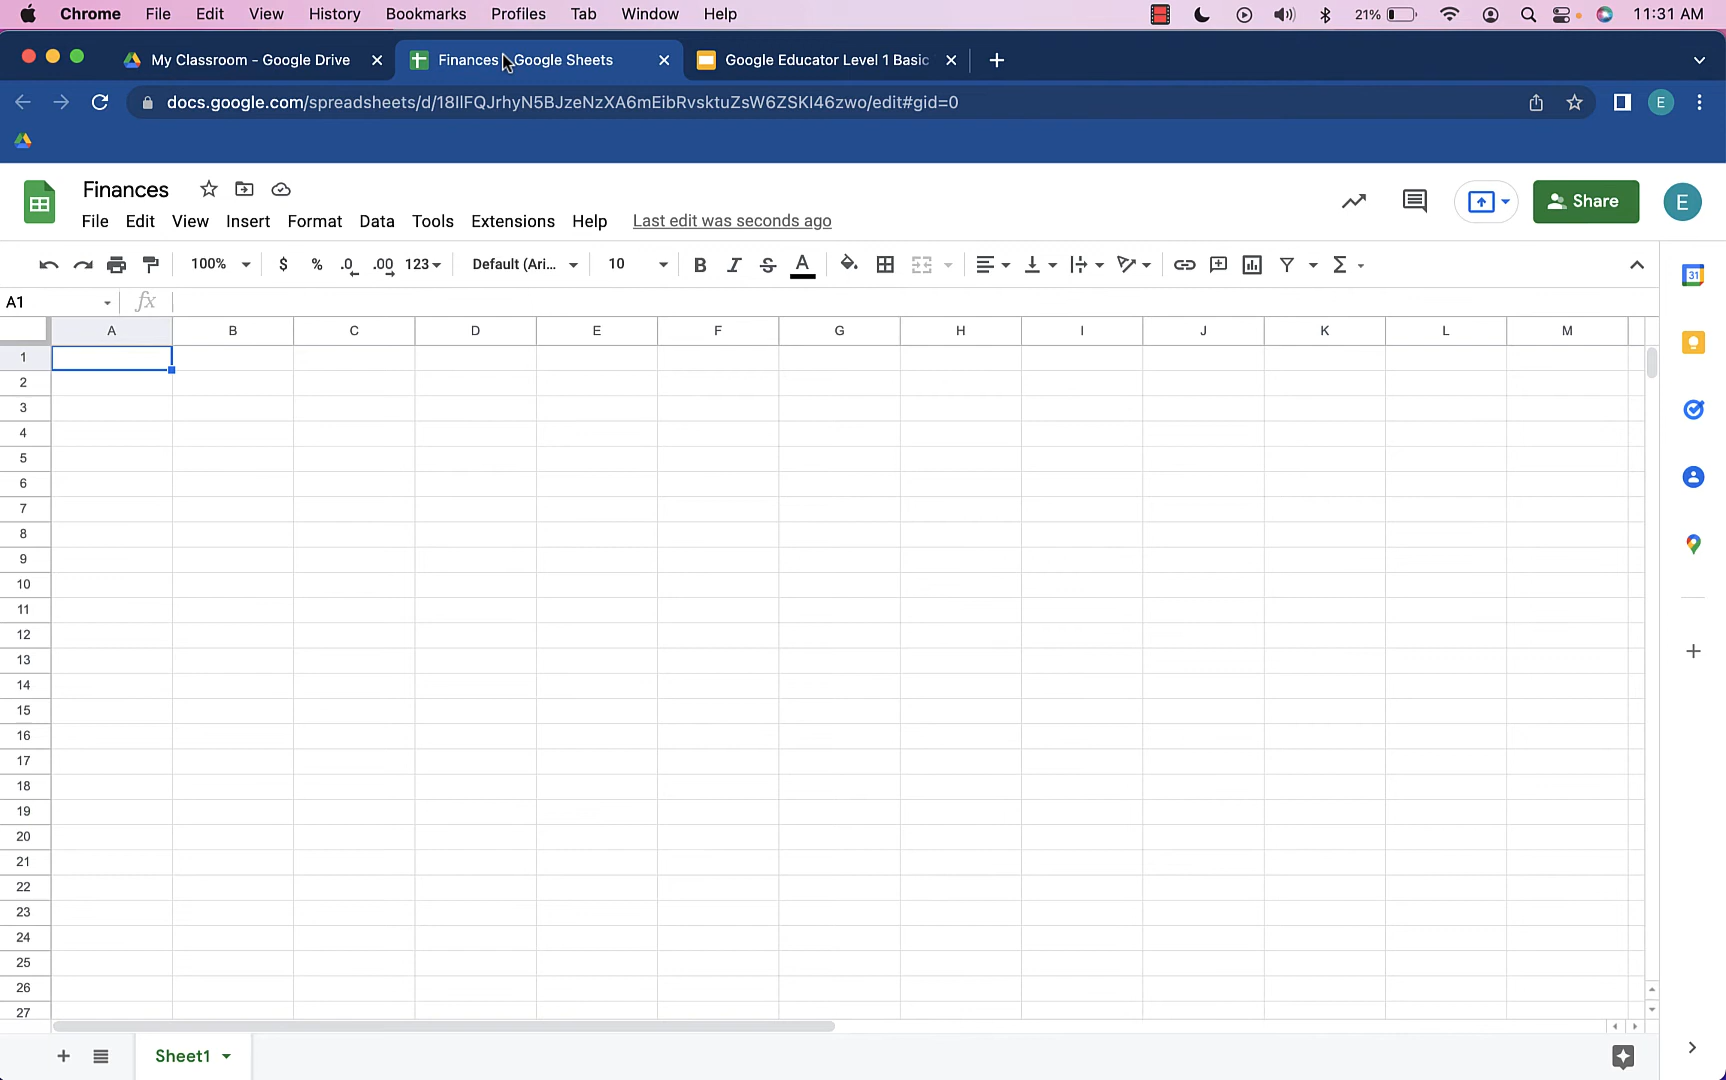 Chrome File Edit View History Bookmarks Profiles Tab Window Help 21% 11:31 AM
My Classroom - Google Drive Finances Google Sheets Google Educator Level 1 Basic
docs.google.com/spreadsheets/d/18IlFQJrhyN5BJzeNzXA6mEibRvsktuZsW6ZSKI46zwo/edit#gid=0 E
Finances
Share E
File Edit View Insert Format Data Tools Extensions Help Last edit was seconds ago
100% $ % .0 .00 123 Default (Ari... 10 B I S A Σ
31
A1 fx
A B C D E F G H I J K L M
1
2
3
4
5
6
7
8
9
10
11
12
13
14
15
16
17
18
19
20
21
22
23
24
25
26
27
Sheet1